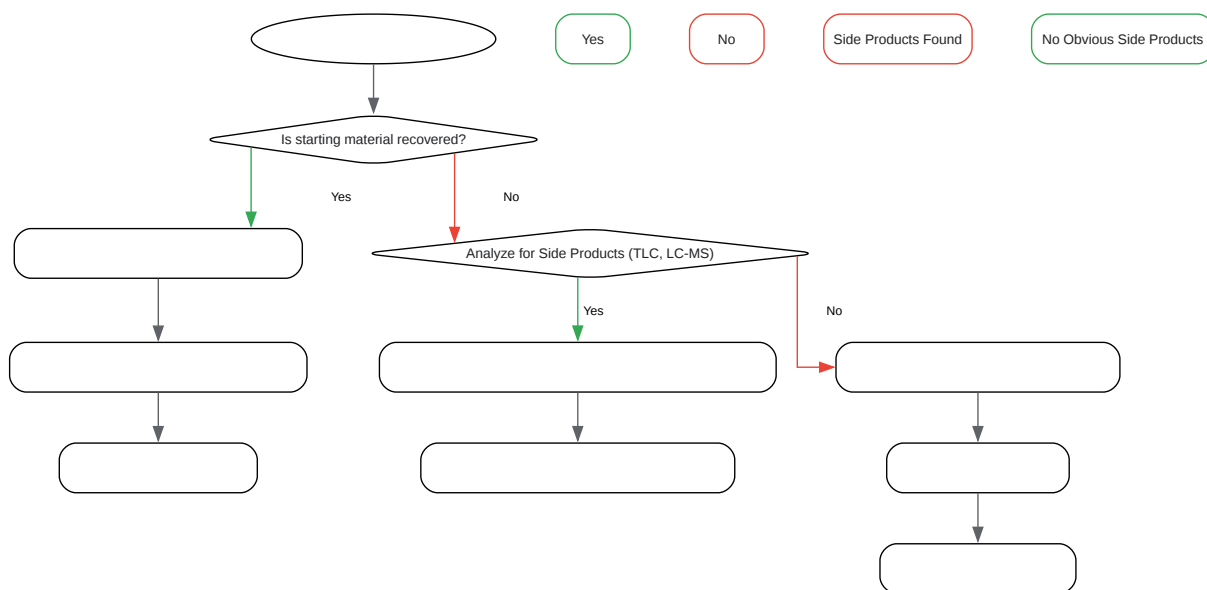 Yes
No
Side Products Found
No Obvious Side Products
Is starting material recovered?
Yes
No
Analyze for Side Products (TLC, LC-MS)
Yes
No